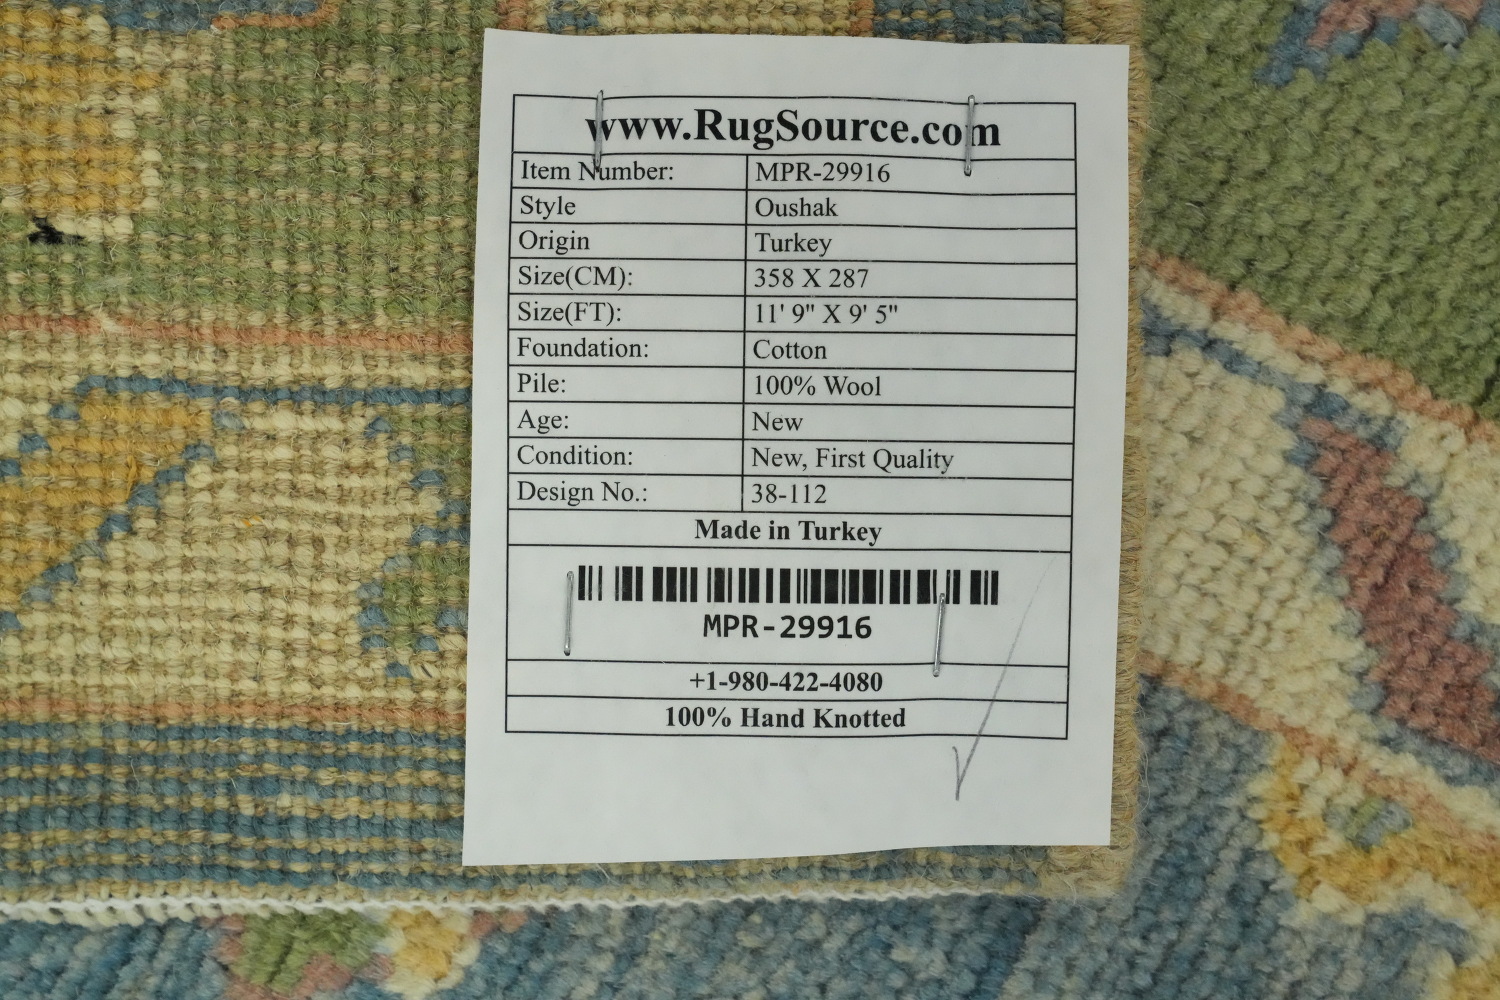 www.RugSource.com
Item Number: MPR-29916
Style Oushak
Origin Turkey
Size(CM): 358 X 287
Size(FT): 11' 9" X 9' 5"
Foundation: Cotton
Pile: 100% Wool
Age: New
Condition: New, First Quality
Design No.: 38-112
Made in Turkey
MPR-29916
+1-980-422-4080
100% Hand Knotted